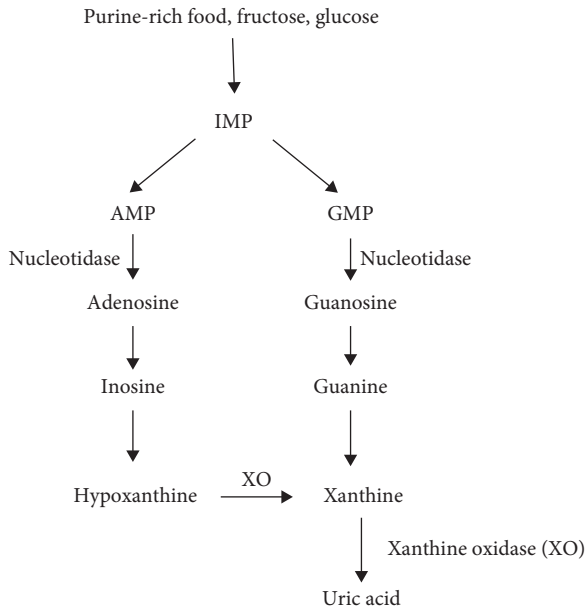 Purine-rich food, fructose, glucose
IMP
AMP
GMP
Nucleotidase
Nucleotidase
Adenosine
Guanosine
Inosine
Guanine
XO
Hypoxanthine
Xanthine
Xanthine oxidase (XO)
Uric acid